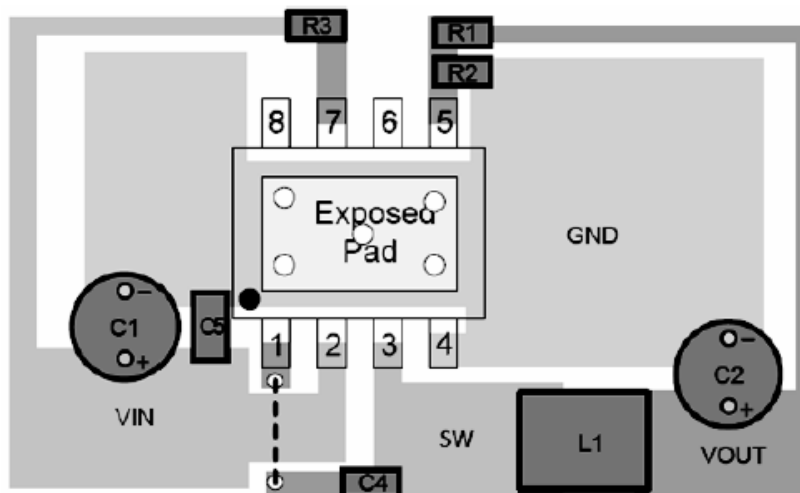 R3
R1
R2
8 7 6 5
Exposed
Pad
GND
C1
C5
1 2 3 4
C2
VIN
SW
L1
VOUT
C4
- 
+
-
+